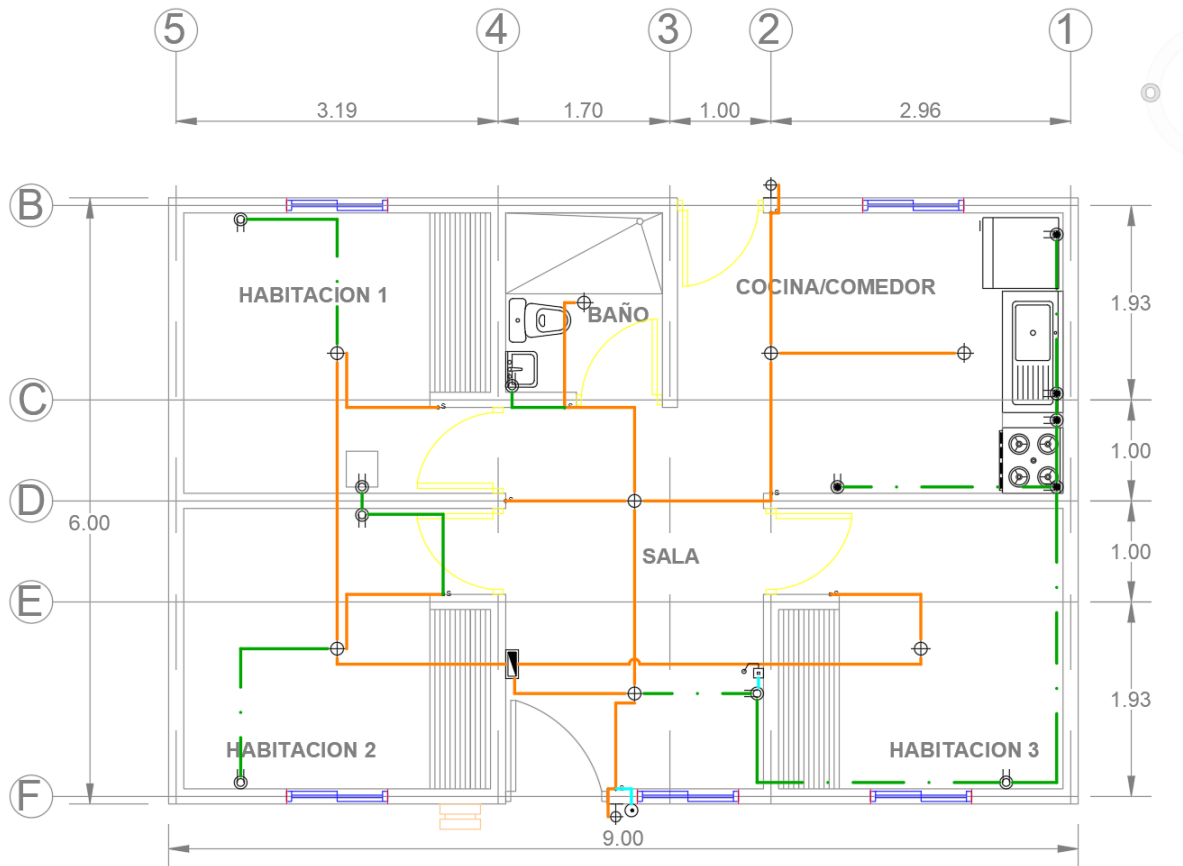 5 4 3 2 1
3.19 1.70 1.00 2.96
B
HABITACION 1
COCINA/COMEDOR
BAÑO
1.93
C
S S
1.00
D
S S
6.00
SALA
1.00
E
S S
1.93
HABITACION 2
HABITACION 3
F
9.00